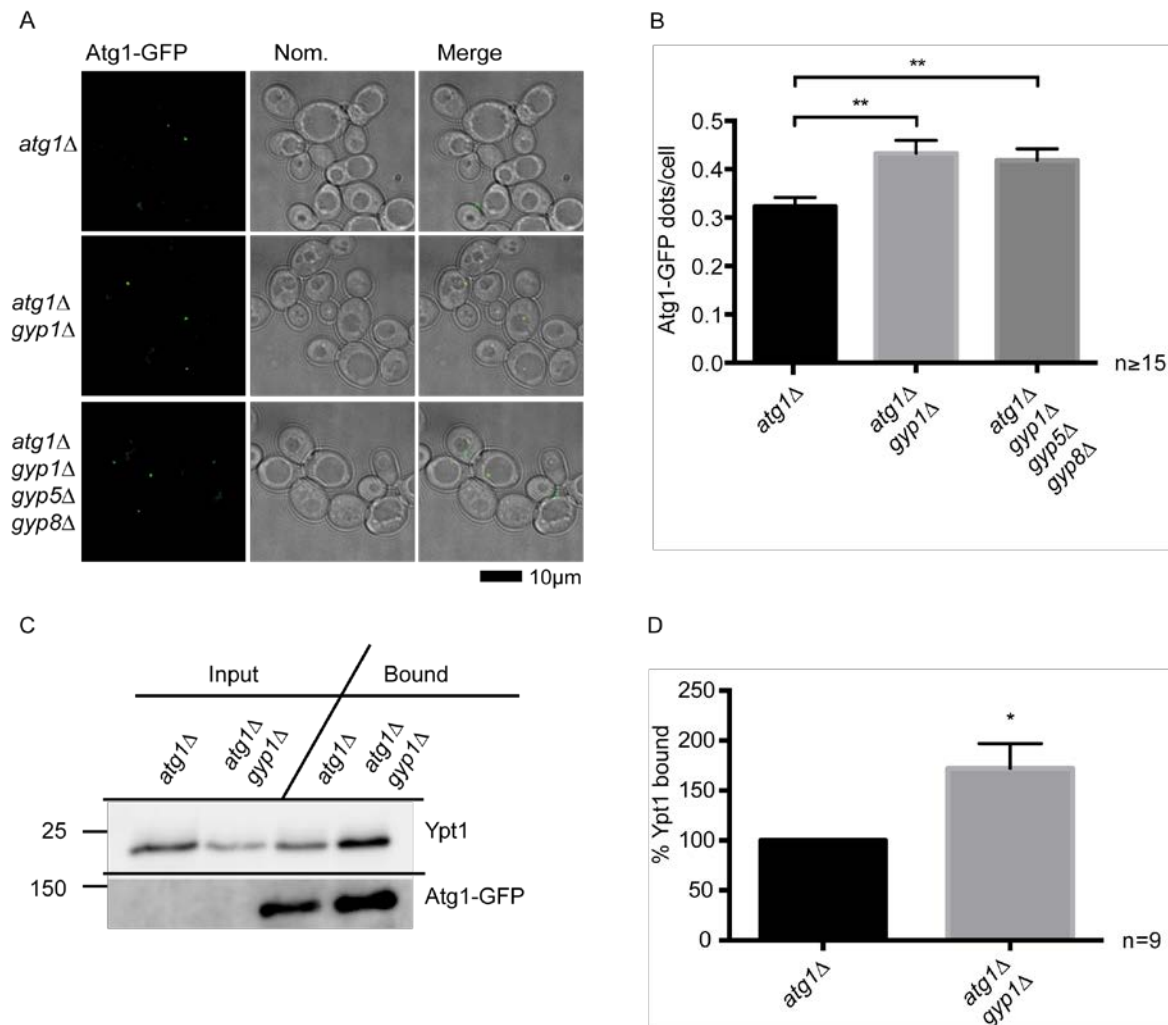 A
Atg1-GFP Nom. Merge
atg1Δ
atg1Δ
gyp1Δ
atg1Δ
gyp1Δ
gyp5Δ
gyp8Δ
10µm
B
** 
**
Atg1-GFP dots/cell
0.5
0.4
0.3
0.2
0.1
0.0
n≥15
atg1Δ
atg1Δ
gyp1Δ
atg1Δ
gyp1Δ
gyp5Δ
gyp8Δ
C
Input Bound
atg1Δ
atg1Δ
gyp1Δ
atg1Δ
atg1Δ
gyp1Δ
25
Ypt1
150
Atg1-GFP
D
% Ypt1 bound
250
200
150
100
50
0
*
n=9
atg1Δ
atg1Δ
gyp1Δ